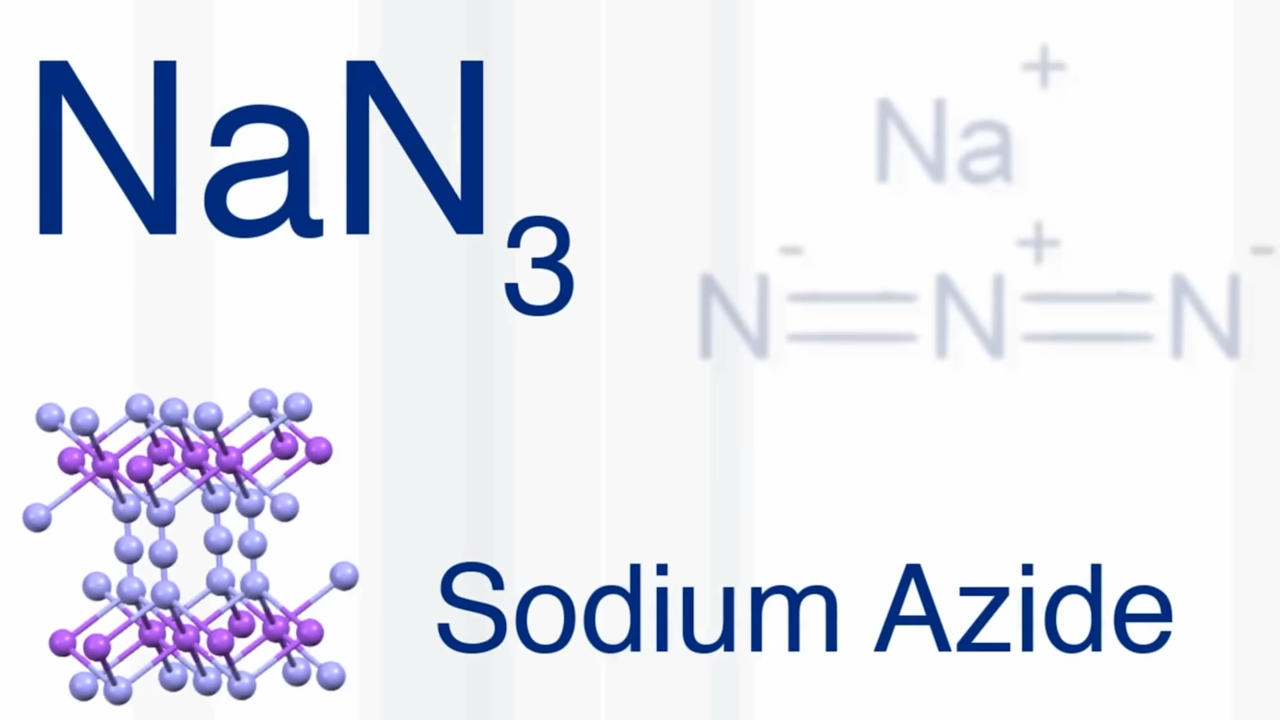 NaN₃
Na⁺
N⁻=N⁺=N⁻
Sodium Azide